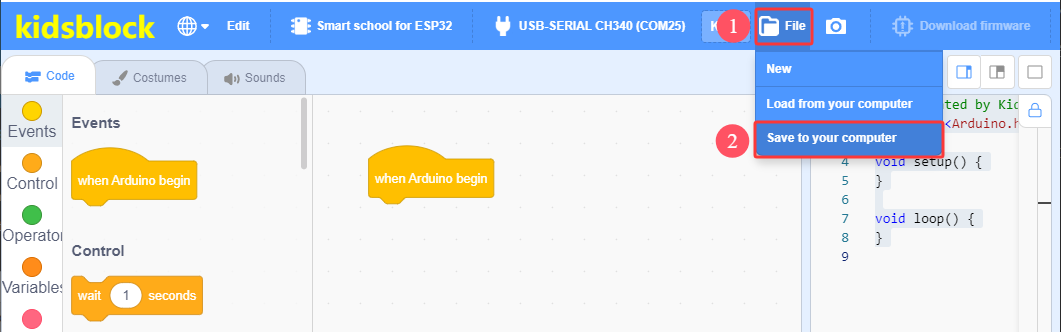 kidsblock
Edit
Smart school for ESP32
USB-SERIAL CH340 (COM25)
1
File
Download firmware
New
Load from your computer
2
Save to your computer
Code
Costumes
Sounds
Events
Control
Operator
Variables
Events
when Arduino begin
Control
wait 1 seconds
when Arduino begin
ted by Kid
<Arduino.h
4 void setup() {
5 }
6
7 void loop() {
8 }
9